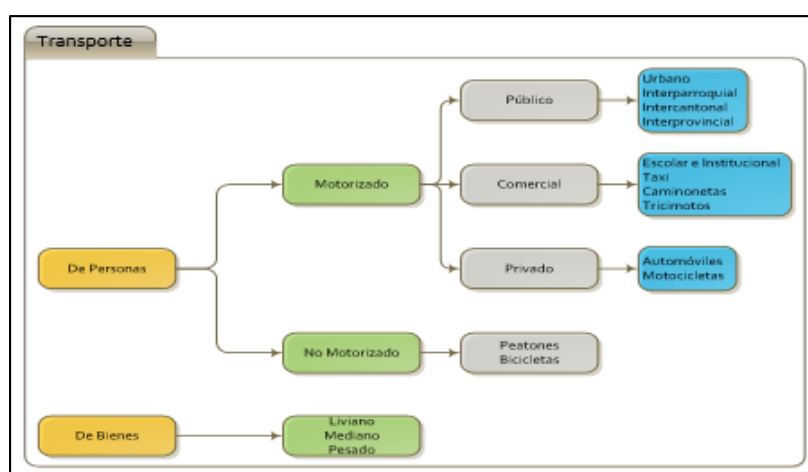 Transporte
De Personas
Motorizado
Público
Urbano
Interparroquial
Intercantonal
Interprovincial
Comercial
Escolar e Institucional
Taxi
Caminonetas
Tricimotos
Privado
Automóviles
Motocicletas
No Motorizado
Peatones
Bicicletas
De Bienes
Liviano
Mediano
Pesado